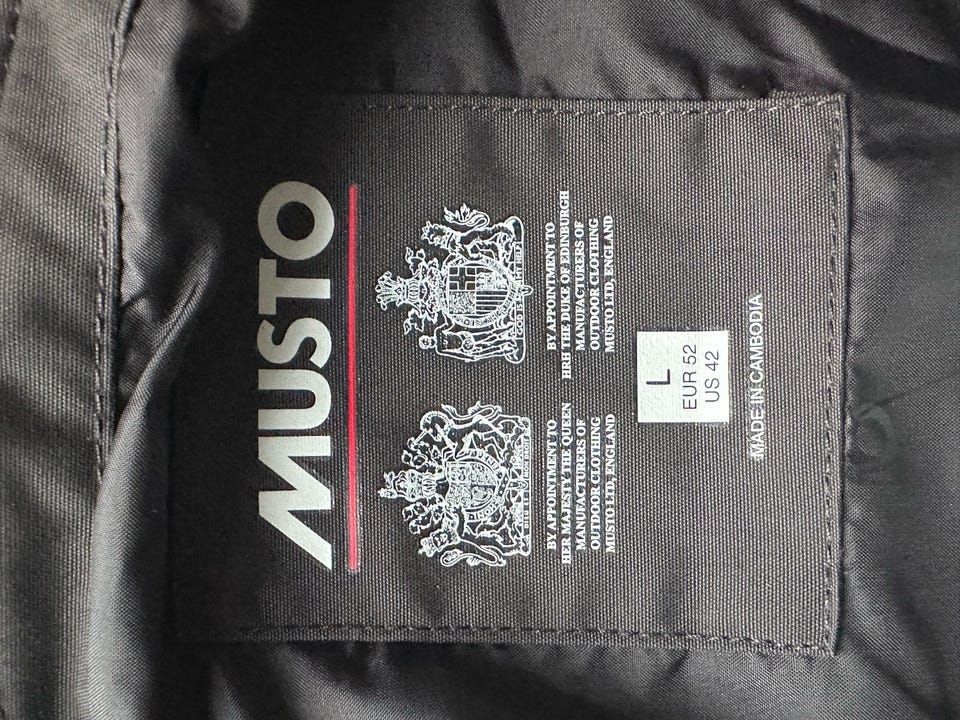 MUSTO
BY APPOINTMENT TO
HER MAJESTY THE QUEEN
MANUFACTURERS OF
OUTDOOR CLOTHING
MUSTO LTD, ENGLAND
BY APPOINTMENT TO
HRH THE DUKE OF EDINBURGH
MANUFACTURERS OF
OUTDOOR CLOTHING
MUSTO LTD, ENGLAND
L
EUR 52
US 42
MADE IN CAMBODIA